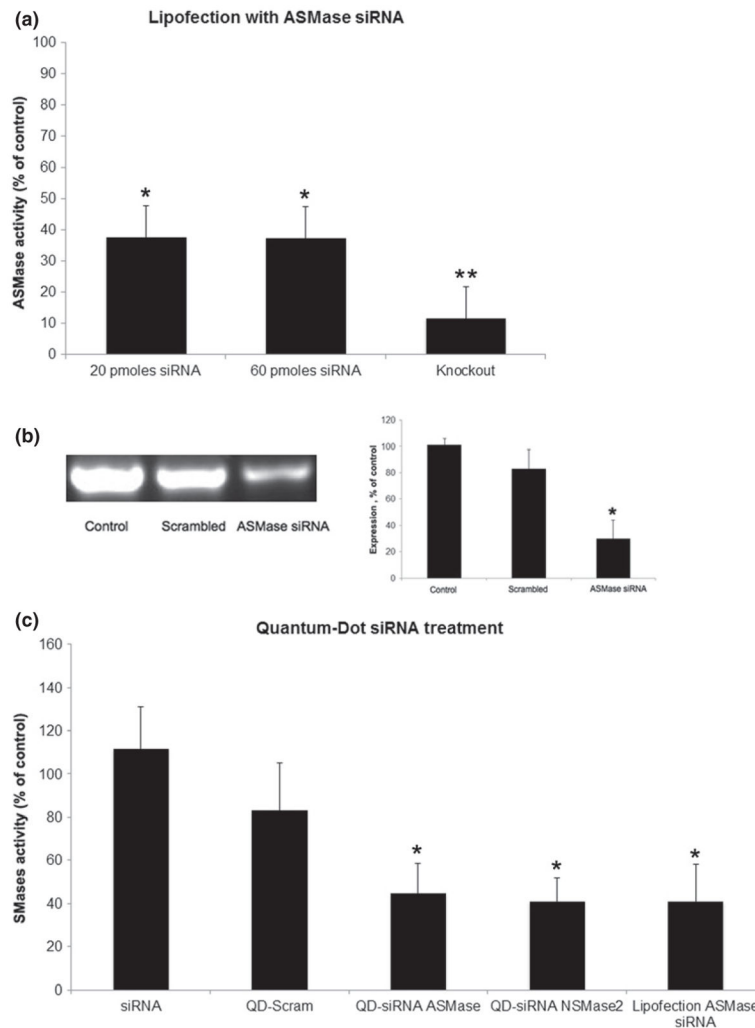 (a)
Lipofection with ASMase siRNA
ASMase activity (% of control)
100
90
80
70
60
50
40
30
20
10
0
*
*
**
20 pmoles siRNA
60 pmoles siRNA
Knockout
(b)
Control
Scrambled
ASMase siRNA
Expression , % of control
120
100
80
60
40
20
0
*
Control
Scrambled
ASMase siRNA
(c)
Quantum-Dot siRNA treatment
SMases activity (% of control)
160
140
120
100
80
60
40
20
0
*
*
*
siRNA
QD-Scram
QD-siRNA ASMase
QD-siRNA NSMase2
Lipofection ASMase
siRNA